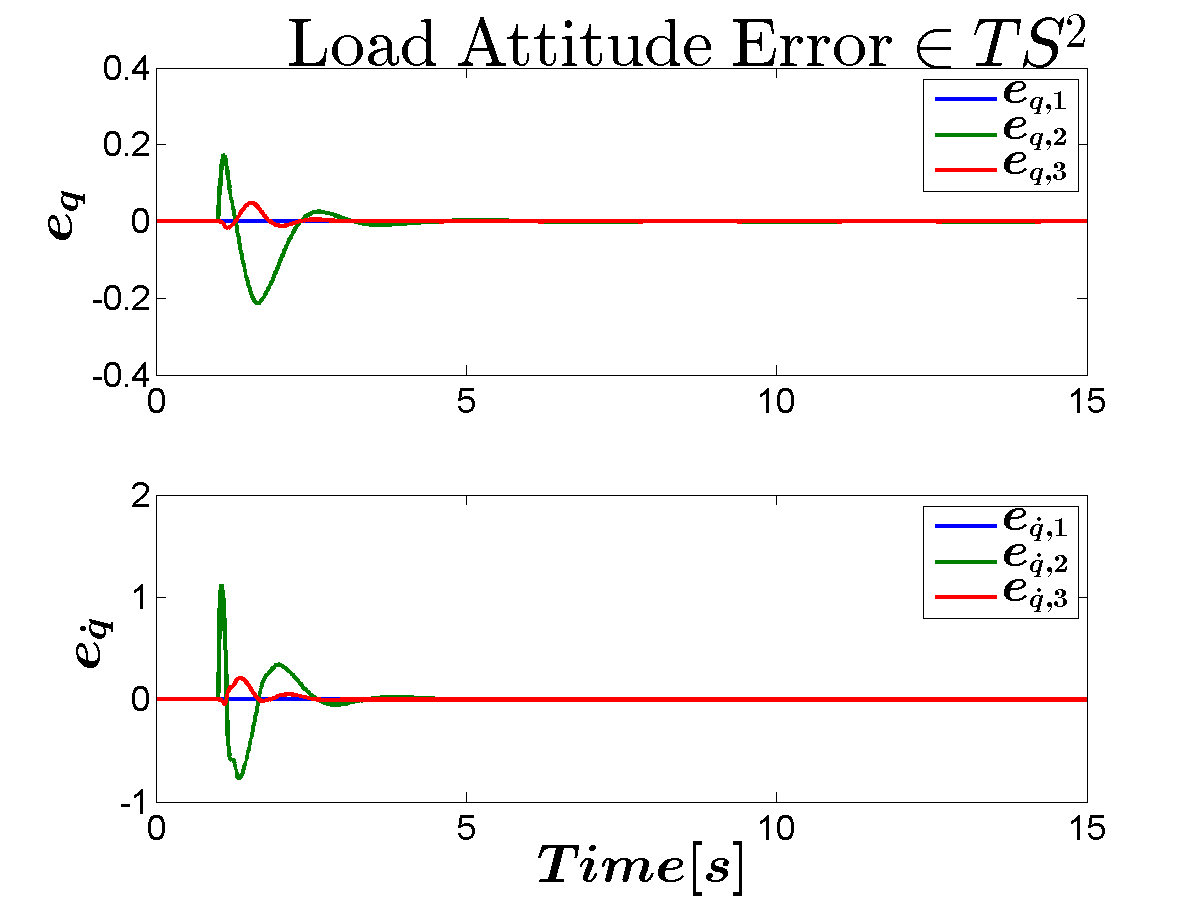 Load Attitude Error ∈ TS²
0.4
0.2
0
-0.2
-0.4
e_q
e_{q,1}
e_{q,2}
e_{q,3}
0 5 10 15
2
1
0
-1
e_{q̇}
e_{q̇,1}
e_{q̇,2}
e_{q̇,3}
0 5 10 15
Time[s]